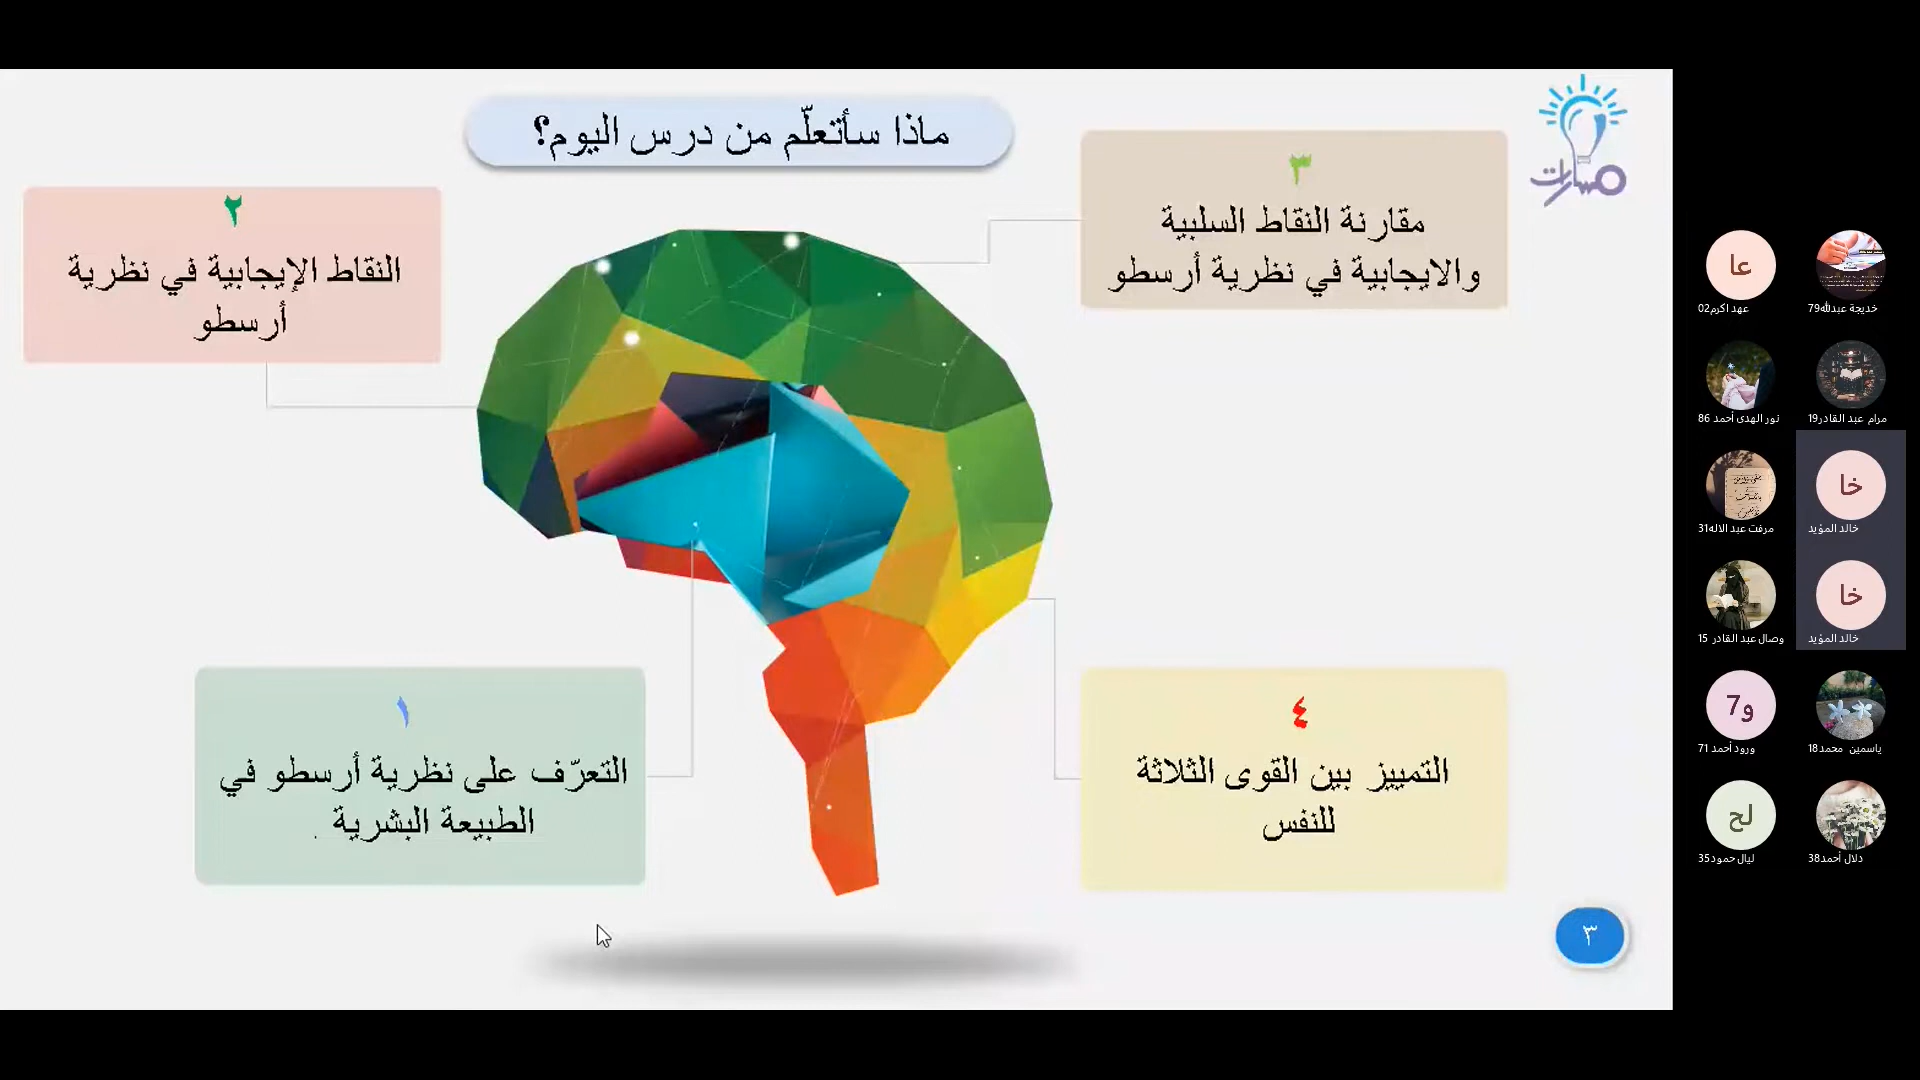 ماذا سأتعلّم من درس اليوم؟
مسارات
١
التعرّف على نظرية أرسطو في
الطبيعة البشرية .
٢
النقاط الإيجابية في نظرية
أرسطو
٣
مقارنة النقاط السلبية
والايجابية في نظرية أرسطو
٤
التمييز بين القوى الثلاثة
للنفس
٣
عا
عهد اكرم02
خديجة عبدالله79
نور الهدى أحمد 86
مرام عبد القادر19
مرفت عبد الاله31
خا
خالد المؤيد
وصال عبد القادر 15
خا
خالد المؤيد
و7
ورود أحمد 71
ياسمين محمد18
لح
ليال حمود35
دلال أحمد38